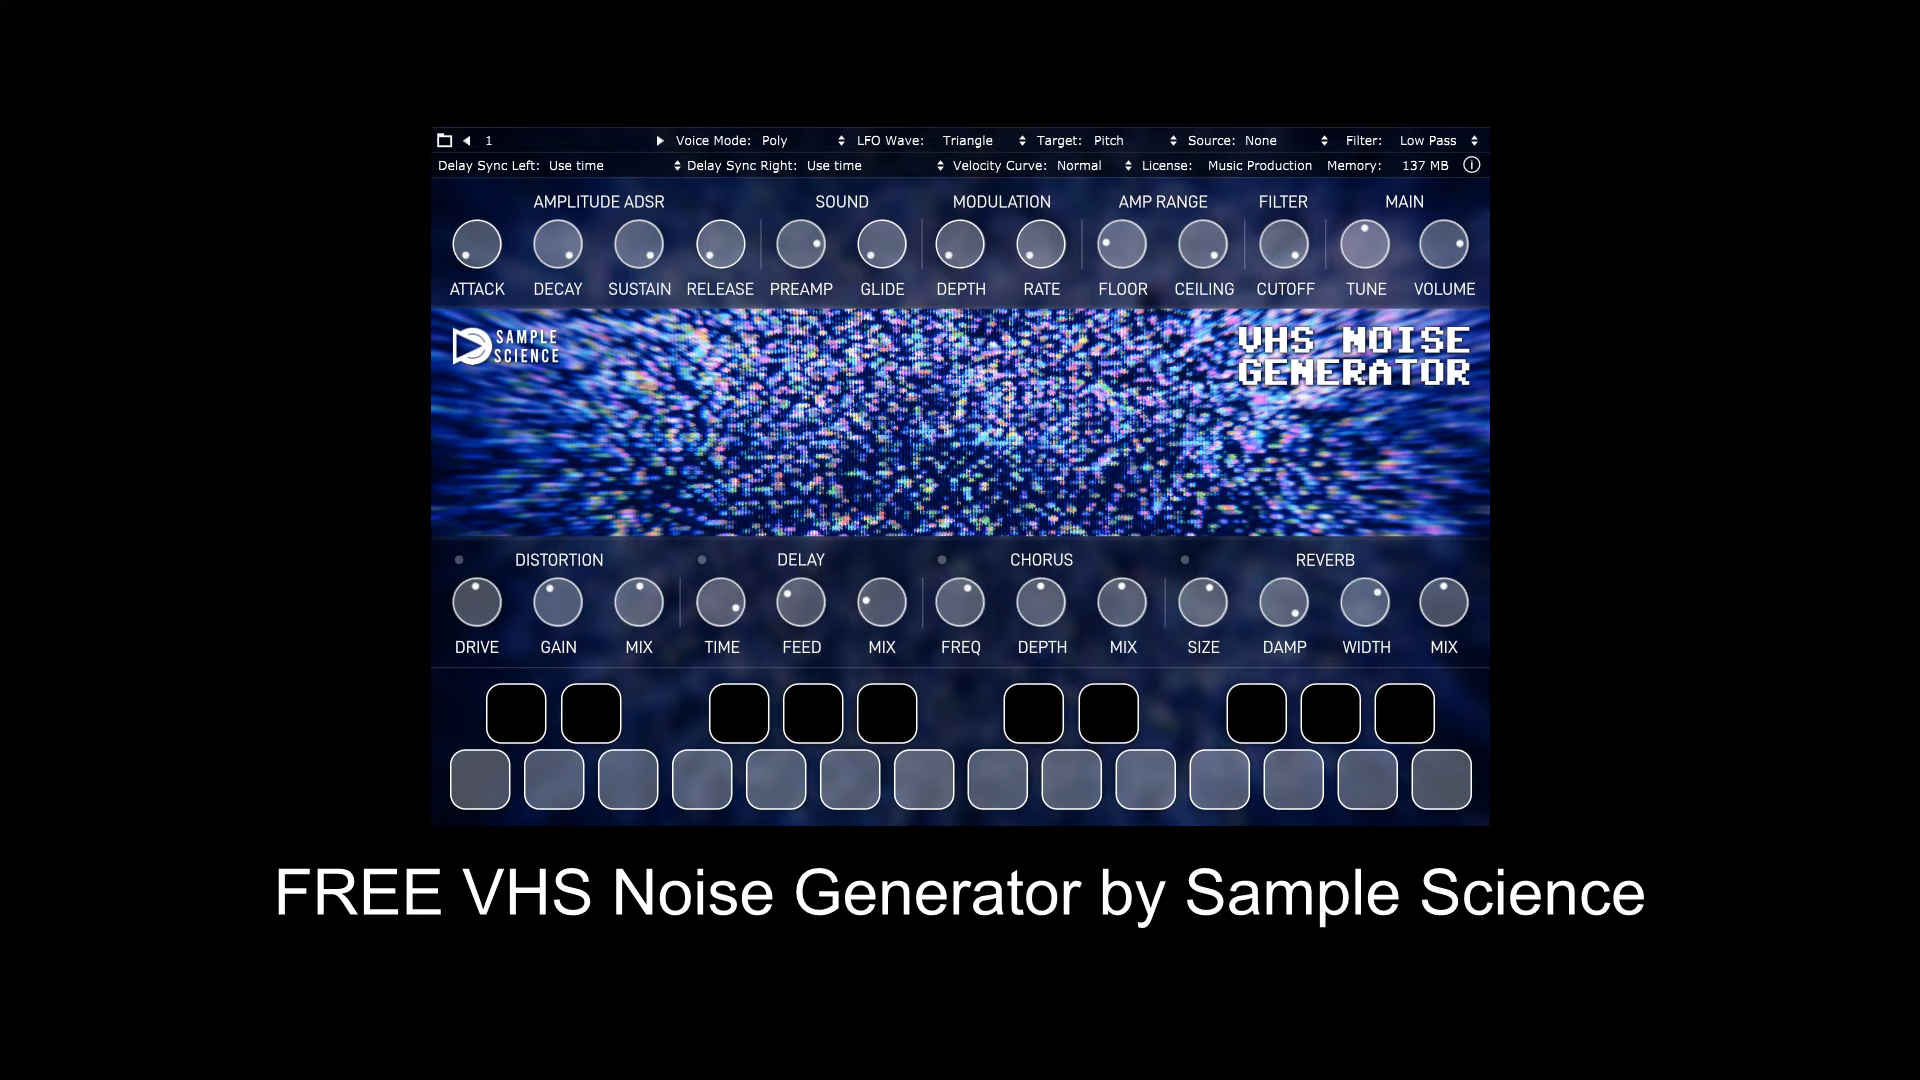 1 Voice Mode: Poly LFO Wave: Triangle Target: Pitch Source: None Filter: Low Pass
Delay Sync Left: Use time Delay Sync Right: Use time Velocity Curve: Normal License: Music Production Memory: 137 MB
AMPLITUDE ADSR SOUND MODULATION AMP RANGE FILTER MAIN
ATTACK DECAY SUSTAIN RELEASE PREAMP GLIDE DEPTH RATE FLOOR CEILING CUTOFF TUNE VOLUME
SAMPLE
SCIENCE
VHS NOISE
GENERATOR
DISTORTION DELAY CHORUS REVERB
DRIVE GAIN MIX TIME FEED MIX FREQ DEPTH MIX SIZE DAMP WIDTH MIX
FREE VHS Noise Generator by Sample Science